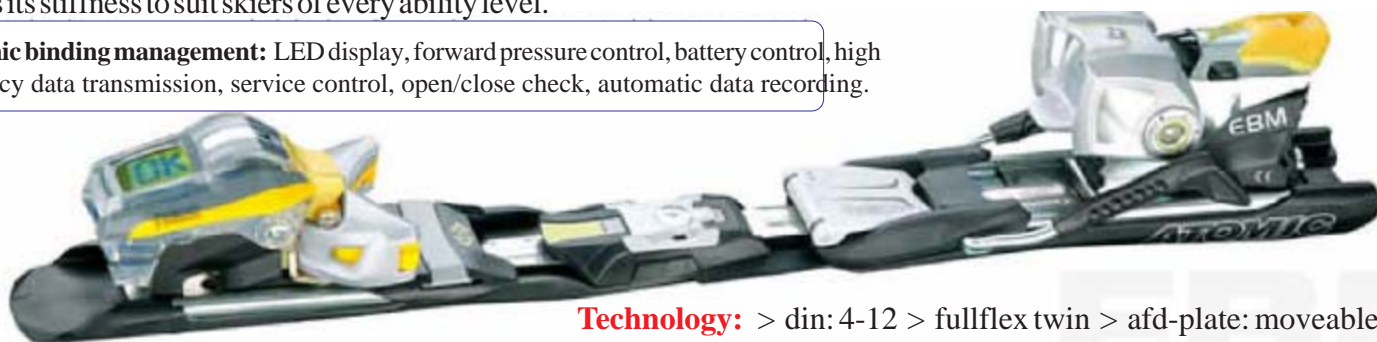 its stiffness to suit skiers of every ability level.
binding management: LED display, forward pressure control, battery control, high
data transmission, service control, open/close check, automatic data recording.
OK
EBM
CE
ATOMIC
Technology: > din: 4-12 > fullflex twin > afd-plate: moveable